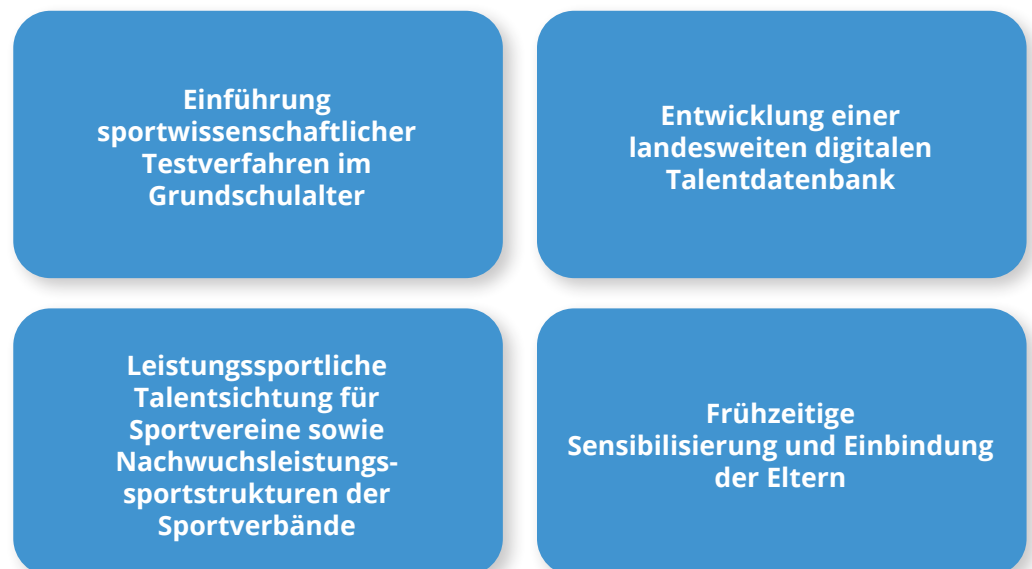 Einführung
sportwissenschaftlicher
Testverfahren im
Grundschulalter
Entwicklung einer
landesweiten digitalen
Talentdatenbank
Leistungssportliche
Talentsichtung für
Sportvereine sowie
Nachwuchsleistungs-
sportstrukturen der
Sportverbände
Frühzeitige
Sensibilisierung und Einbindung
der Eltern